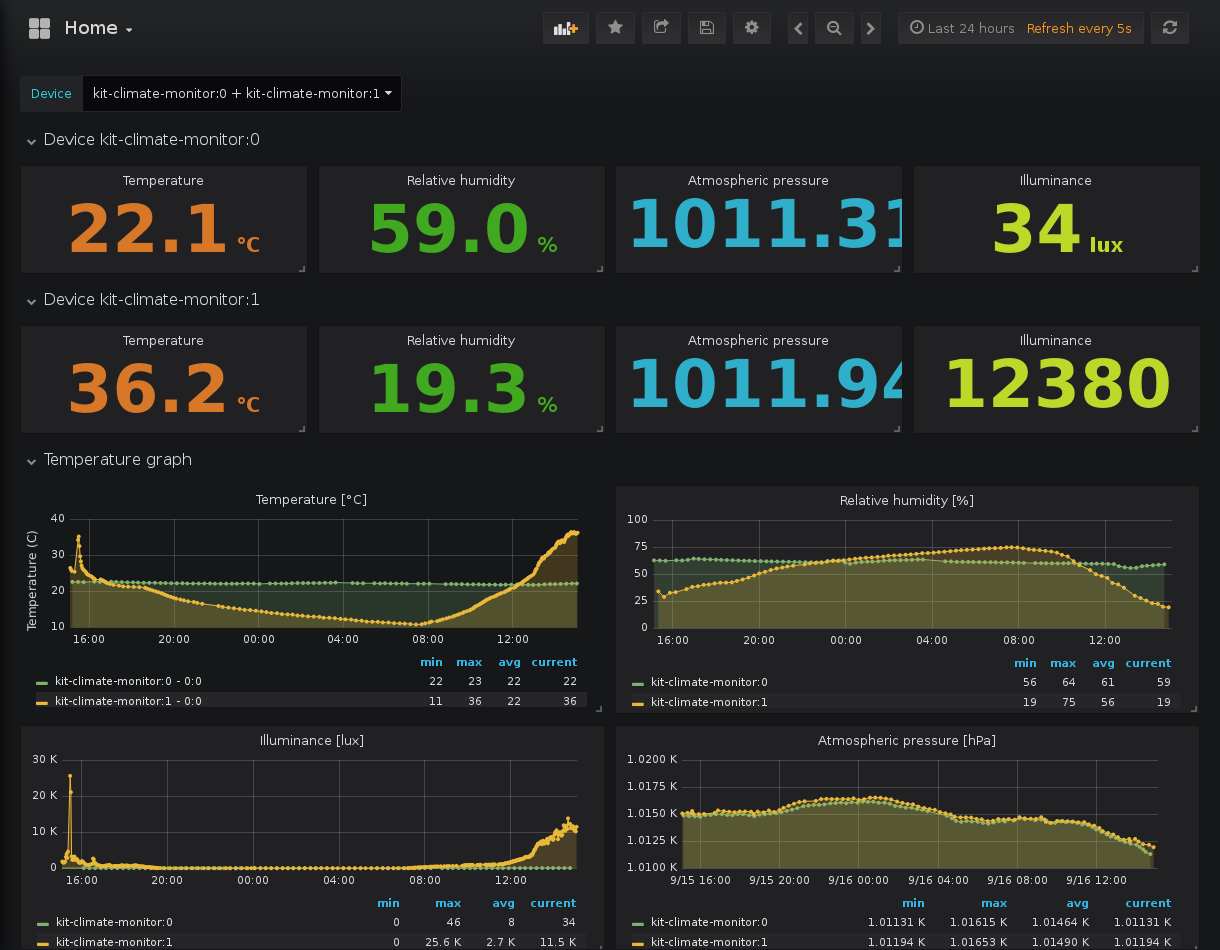 Home
Last 24 hours Refresh every 5s
Device kit-climate-monitor:0 + kit-climate-monitor:1
Device kit-climate-monitor:0
Temperature Relative humidity Atmospheric pressure Illuminance
22.1 °C 59.0 % 1011.31 34 lux
Device kit-climate-monitor:1
Temperature Relative humidity Atmospheric pressure Illuminance
36.2 °C 19.3 % 1011.94 12380
Temperature graph
Temperature [°C]
Temperature (C)
40
30
20
10
16:00 20:00 00:00 04:00 08:00 12:00
min max avg current
kit-climate-monitor:0 - 0:0 22 23 22 22
kit-climate-monitor:1 - 0:0 11 36 22 36
Relative humidity [%]
100
75
50
25
0
16:00 20:00 00:00 04:00 08:00 12:00
min max avg current
kit-climate-monitor:0 56 64 61 59
kit-climate-monitor:1 19 75 56 19
Illuminance [lux]
30 K
20 K
10 K
0
16:00 20:00 00:00 04:00 08:00 12:00
min max avg current
kit-climate-monitor:0 0 46 8 34
kit-climate-monitor:1 0 25.6 K 2.7 K 11.5 K
Atmospheric pressure [hPa]
1.0200 K
1.0175 K
1.0150 K
1.0125 K
1.0100 K
9/15 16:00 9/15 20:00 9/16 00:00 9/16 04:00 9/16 08:00 9/16 12:00
min max avg current
kit-climate-monitor:0 1.01131 K 1.01615 K 1.01464 K 1.01131 K
kit-climate-monitor:1 1.01194 K 1.01653 K 1.01490 K 1.01194 K